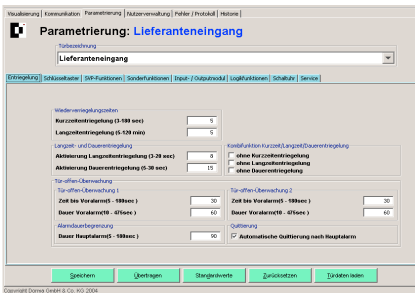 Visualisierung Kommunikation Parametrierung Nutzerverwaltung Fehler / Protokoll Historie
Parametrierung: Lieferanteneingang
Türbezeichnung
Lieferanteneingang
Entriegelung Schlüsseltaster SVP-Funktionen Sonderfunktionen Input- / Outputmodul Logikfunktionen Schaltuhr Service
Wiederverriegelungszeiten
Kurzzeitentriegelung (3-180 sec) 5
Langzeitentriegelung (5-120 min) 5
Langzeit- und Dauerentriegelung
Aktivierung Langzeitentriegelung (3-20 sec) 8
Aktivierung Dauerentriegelung (6-30 sec) 15
Kombifunktion Kurzzeit/Langzeit/Dauerentriegelung
ohne Kurzzeitentriegelung
ohne Langzeitentriegelung
ohne Dauerentriegelung
Tür-offen-Überwachung
Tür-offen-Überwachung 1
Zeit bis Voralarm(5 - 180sec ) 30
Dauer Voralarm(10 - 475sec ) 60
Tür-offen-Überwachung 2
Zeit bis Voralarm(5 - 180sec ) 30
Dauer Voralarm(10 - 475sec ) 60
Alarmdauerbegrenzung
Dauer Hauptalarm(5 - 180sec ) 90
Quittierung
Automatische Quittierung nach Hauptalarm
Speichern Übertragen Standardwerte Zurücksetzen Türdaten laden
Copyright Dorma GmbH & Co. KG 2004